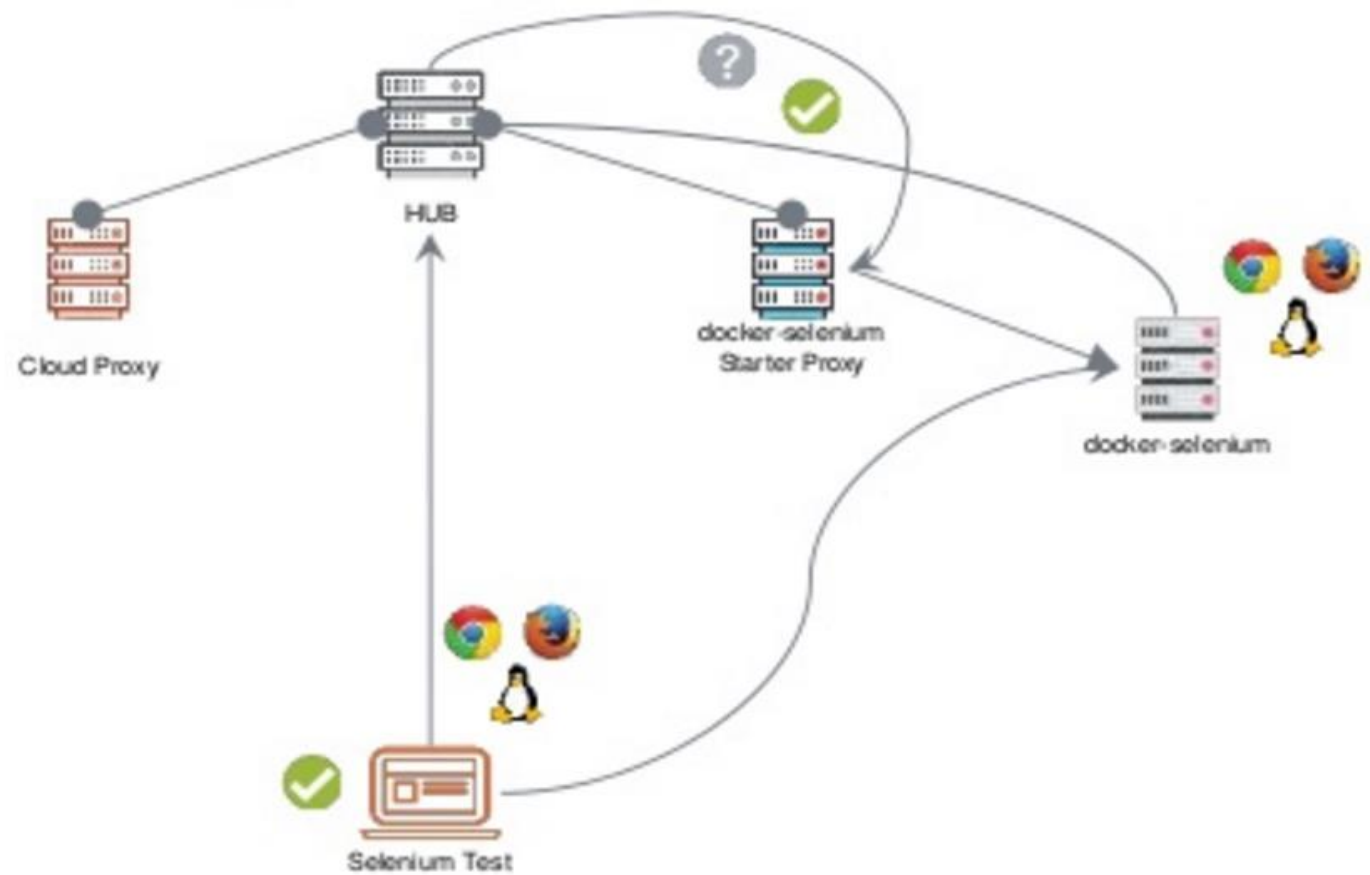 HUB
Cloud Proxy
docker-selenium
Starter Proxy
docker-selenium
Selenium Test